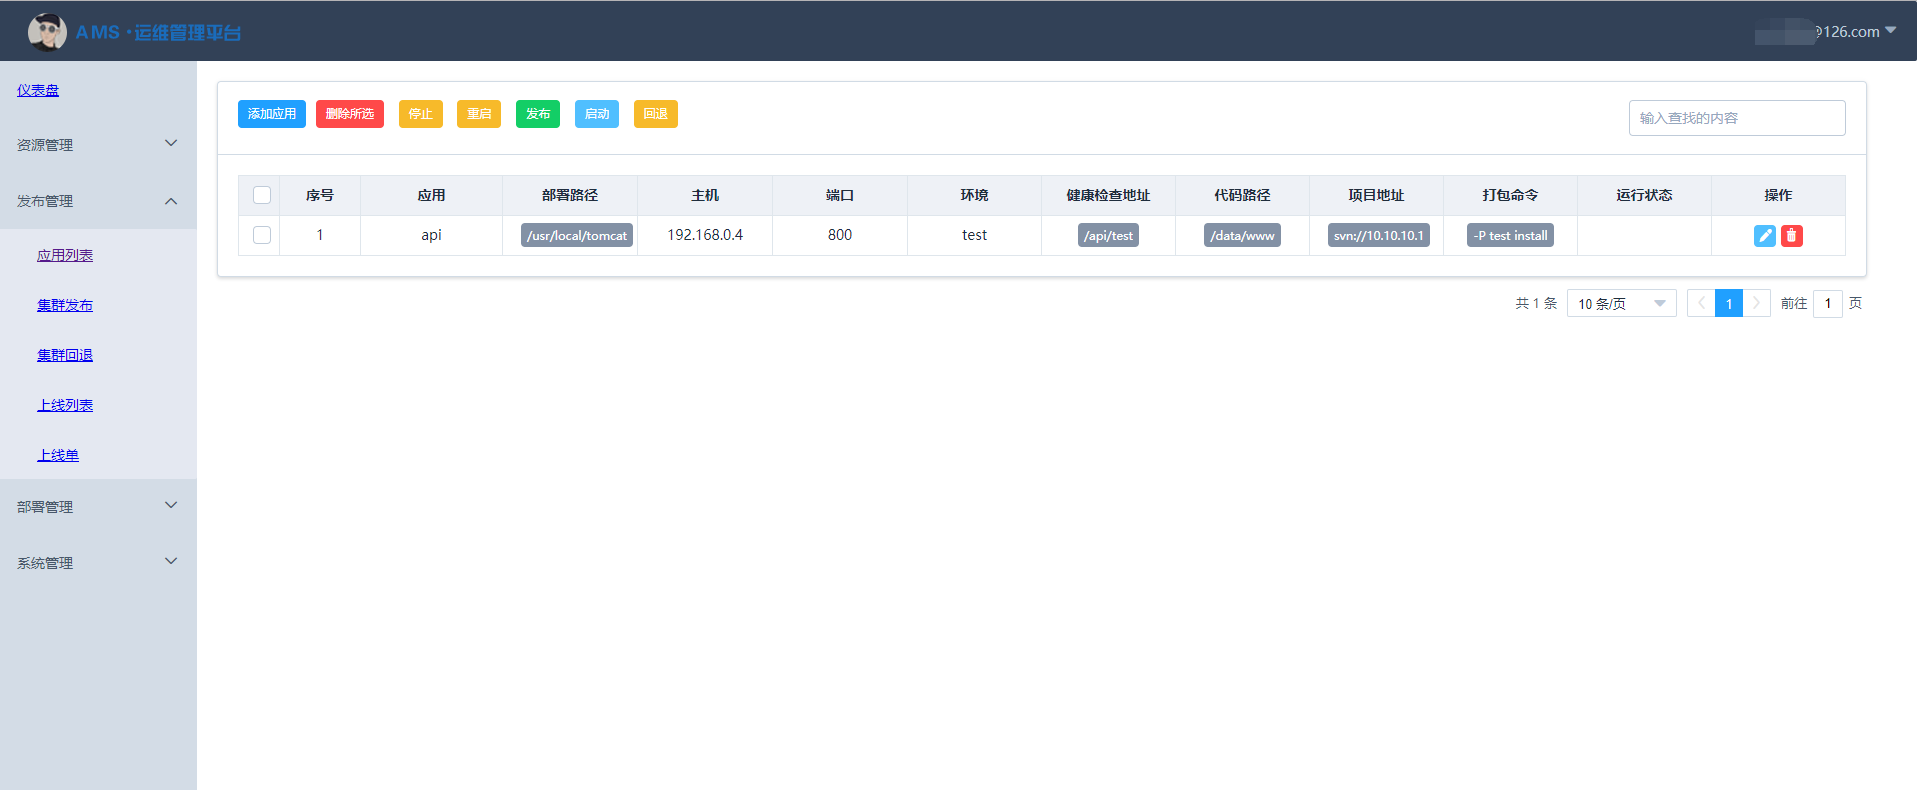 AMS·运维管理平台
@126.com
仪表盘
资源管理
发布管理
应用列表
集群发布
集群回退
上线列表
上线单
部署管理
系统管理
添加应用 删除所选 停止 重启 发布 启动 回退
输入查找的内容
序号 应用 部署路径 主机 端口 环境 健康检查地址 代码路径 项目地址 打包命令 运行状态 操作
1 api /usr/local/tomcat 192.168.0.4 800 test /api/test /data/www svn://10.10.10.1 -P test install
共 1 条 10 条/页 1 前往 1 页